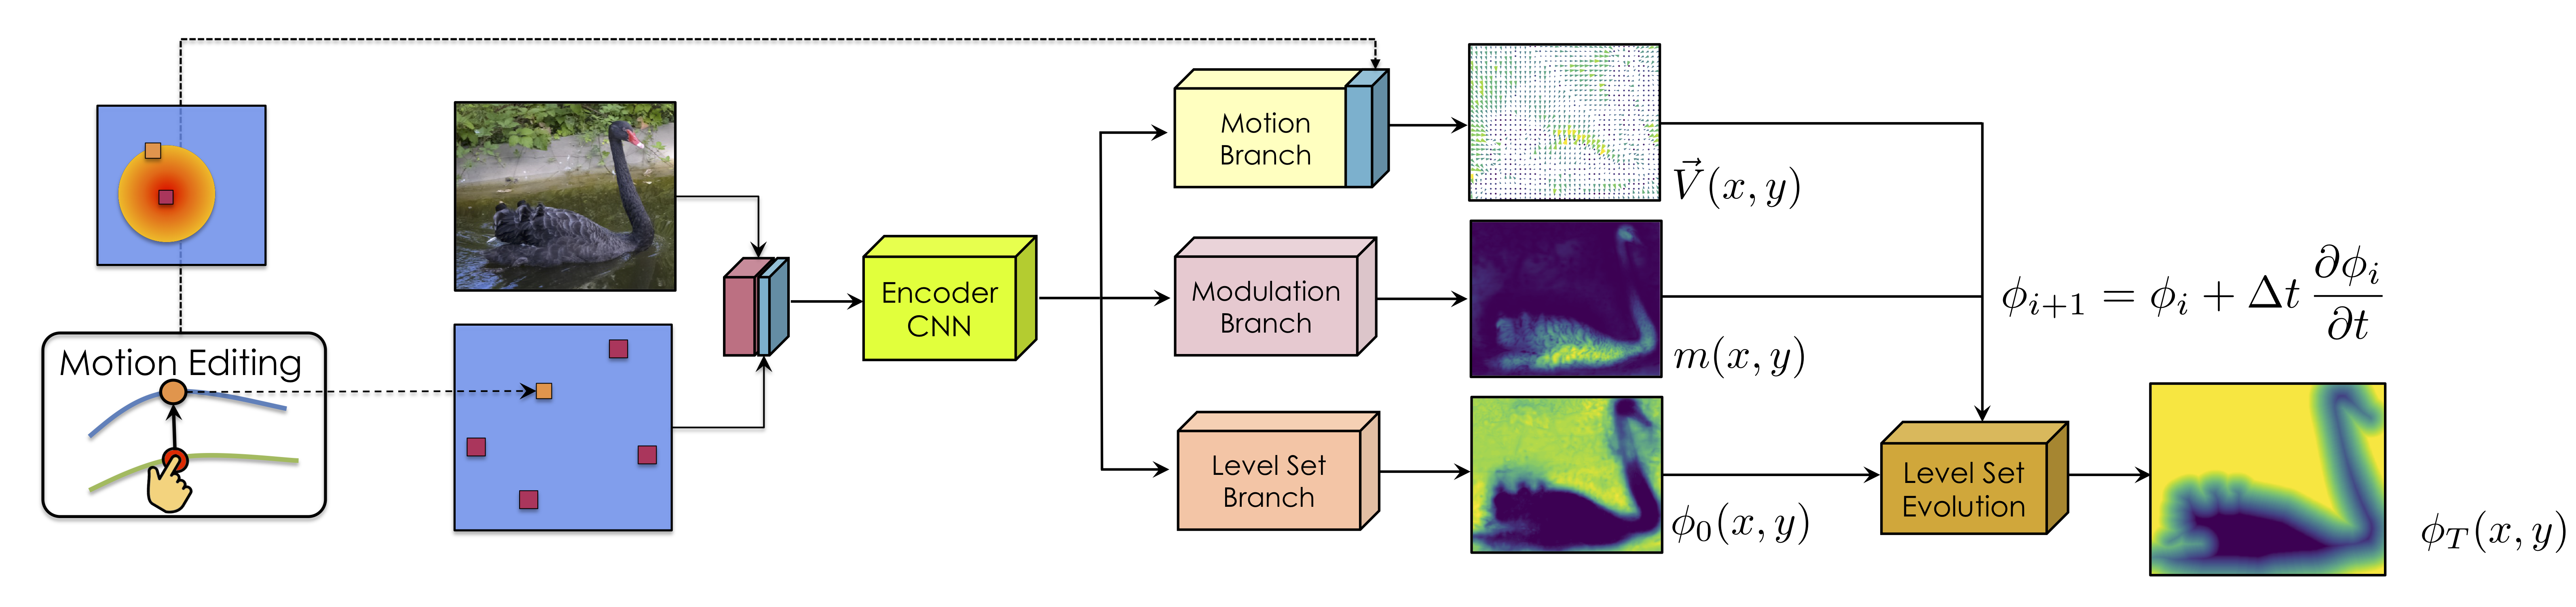 Motion Editing
Encoder
CNN
Motion
Branch
Modulation
Branch
Level Set
Branch
$\vec{V}(x, y)$
$m(x, y)$
$\phi_0(x, y)$
$\phi_{i+1} = \phi_i + \Delta t \, \frac{\partial \phi_i}{\partial t}$
Level Set
Evolution
$\phi_T(x, y)$